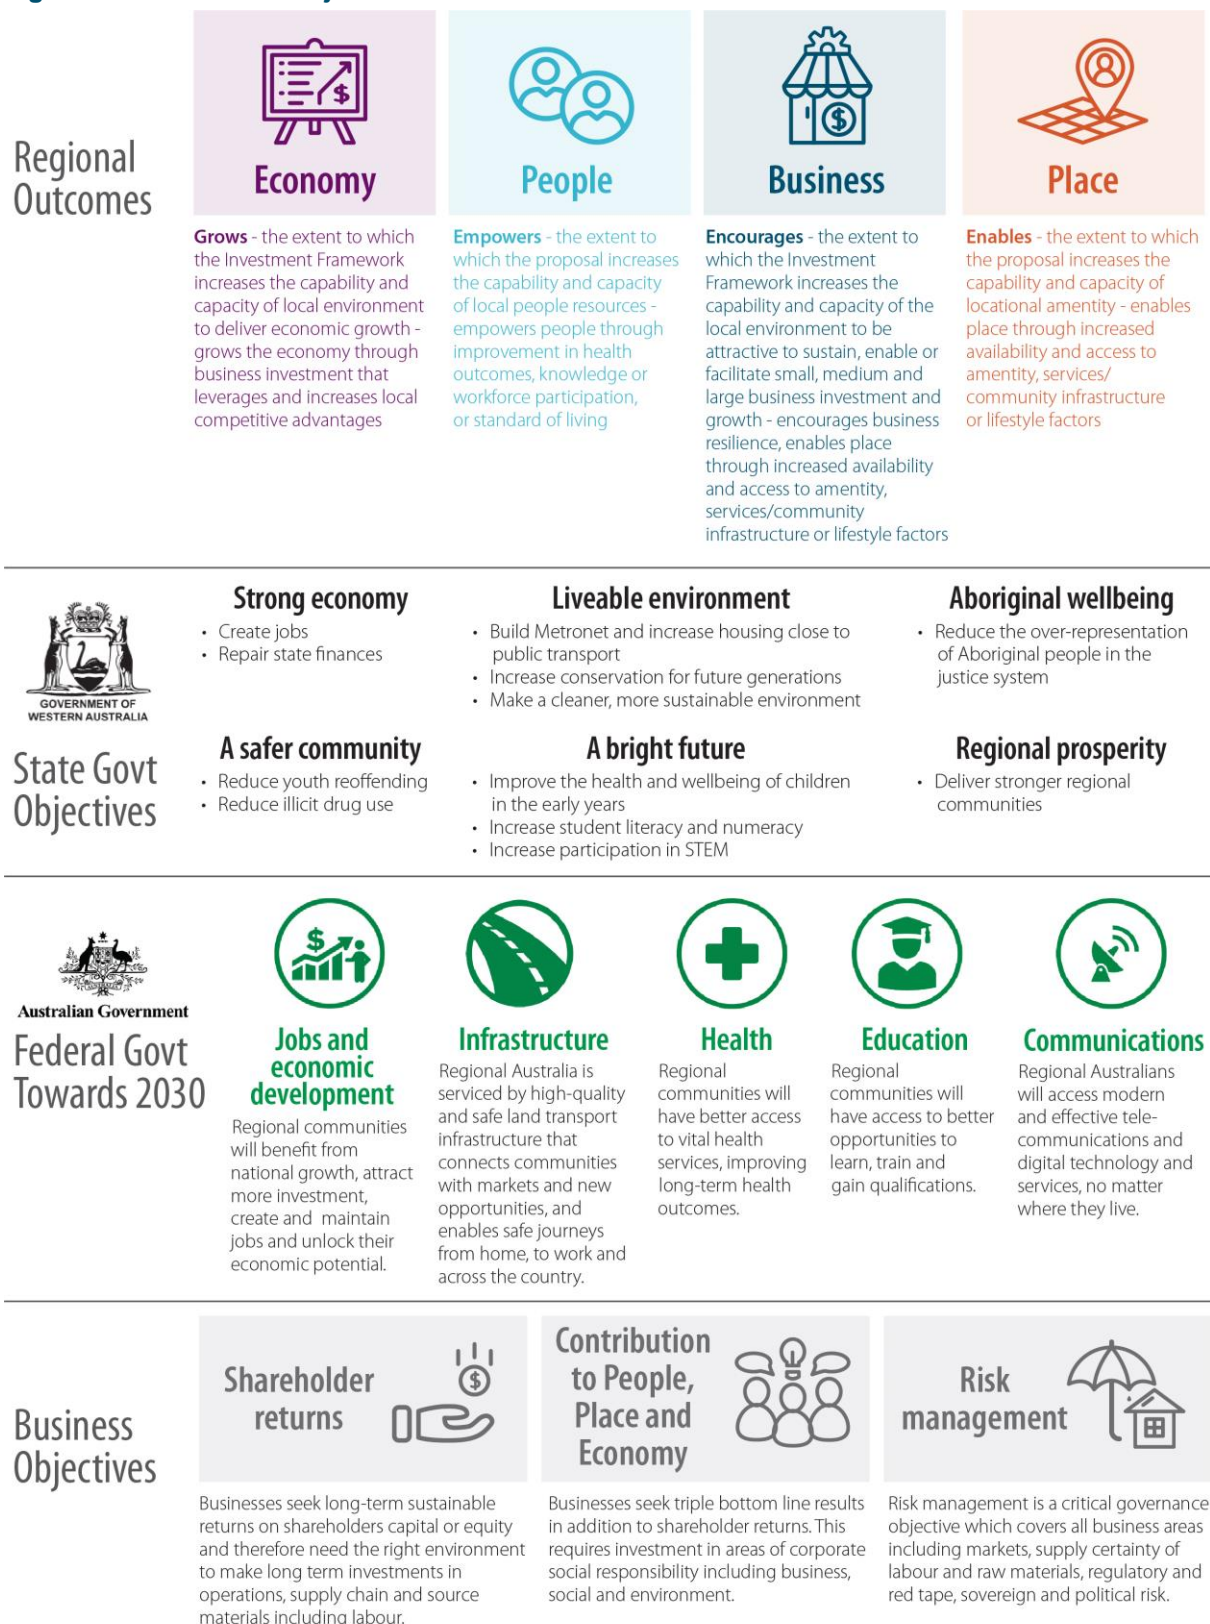 Regional
Outcomes
Economy
Grows - the extent to which
the Investment Framework
increases the capability and
capacity of local environment
to deliver economic growth -
grows the economy through
business investment that
leverages and increases local
competitive advantages
People
Empowers - the extent to
which the proposal increases
the capability and capacity
of local people resources -
empowers people through
improvement in health
outcomes, knowledge or
workforce participation,
or standard of living
Business
Encourages - the extent to
which the Investment
Framework increases the
capability and capacity of the
local environment to be
attractive to sustain, enable or
facilitate small, medium and
large business investment and
growth - encourages business
resilience, enables place
through increased availability
and access to amentity,
services/community
infrastructure or lifestyle factors
Place
Enables - the extent to which
the proposal increases the
capability and capacity of
locational amentity - enables
place through increased
availability and access to
amentity, services/
community infrastructure
or lifestyle factors
GOVERNMENT OF
WESTERN AUSTRALIA
State Govt
Objectives
Strong economy
• Create jobs
• Repair state finances
Liveable environment
• Build Metronet and increase housing close to
public transport
• Increase conservation for future generations
• Make a cleaner, more sustainable environment
Aboriginal wellbeing
• Reduce the over-representation
of Aboriginal people in the
justice system
A safer community
• Reduce youth reoffending
• Reduce illicit drug use
A bright future
• Improve the health and wellbeing of children
in the early years
• Increase student literacy and numeracy
• Increase participation in STEM
Regional prosperity
• Deliver stronger regional
communities
Australian Government
Federal Govt
Towards 2030
Jobs and
economic
development
Regional communities
will benefit from
national growth, attract
more investment,
create and maintain
jobs and unlock their
economic potential.
Infrastructure
Regional Australia is
serviced by high-quality
and safe land transport
infrastructure that
connects communities
with markets and new
opportunities, and
enables safe journeys
from home, to work and
across the country.
Health
Regional
communities will
have better access
to vital health
services, improving
long-term health
outcomes.
Education
Regional
communities will
have access to better
opportunities to
learn, train and
gain qualifications.
Communications
Regional Australians
will access modern
and effective tele-
communications and
digital technology and
services, no matter
where they live.
Business
Objectives
Shareholder
returns
Businesses seek long-term sustainable
returns on shareholders capital or equity
and therefore need the right environment
to make long term investments in
operations, supply chain and source
materials including labour.
Contribution
to People,
Place and
Economy
Businesses seek triple bottom line results
in addition to shareholder returns. This
requires investment in areas of corporate
social responsibility including business,
social and environment.
Risk
management
Risk management is a critical governance
objective which covers all business areas
including markets, supply certainty of
labour and raw materials, regulatory and
red tape, sovereign and political risk.